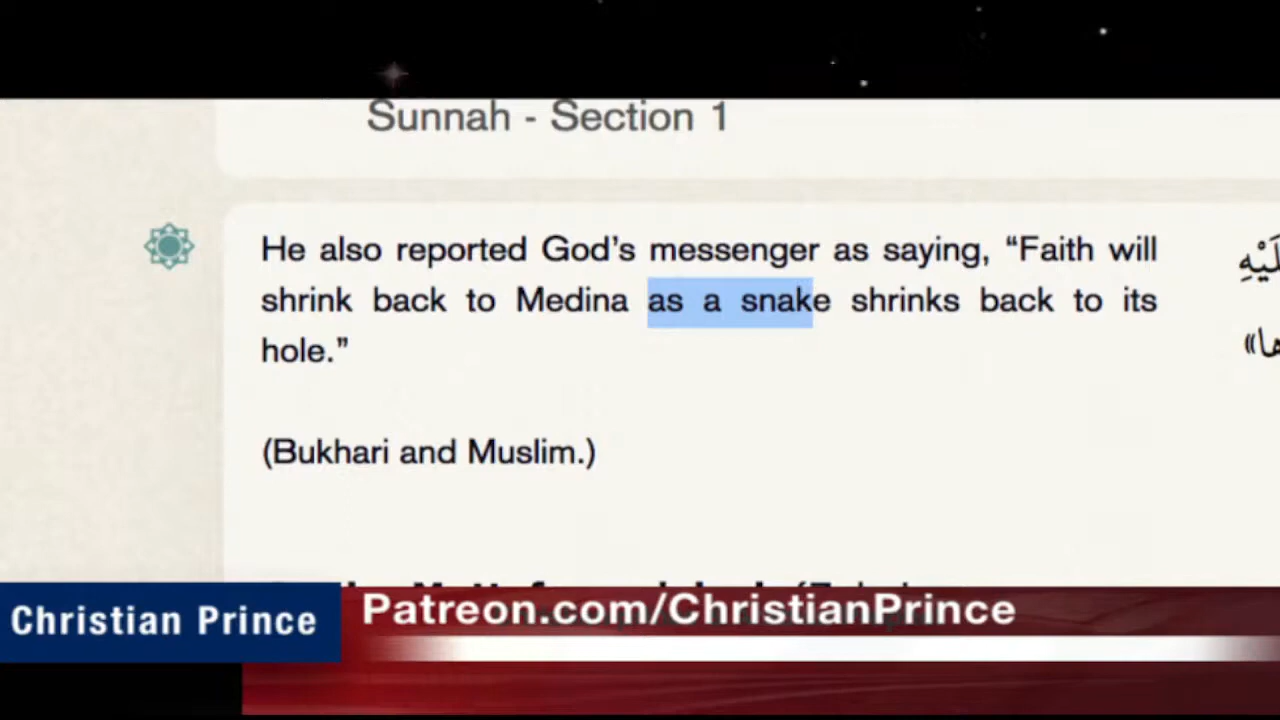 Sunnah - Section 1
He also reported God's messenger as saying, “Faith will
shrink back to Medina as a snake shrinks back to its
hole.”
(Bukhari and Muslim.)
Christian Prince
Patreon.com/ChristianPrince